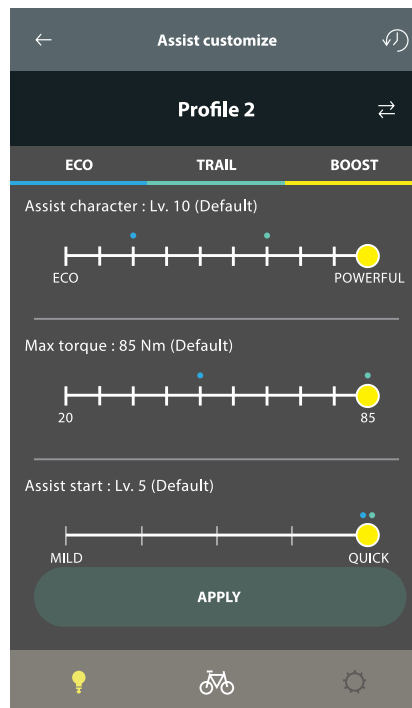 Assist customize
Profile 2
ECO TRAIL BOOST
Assist character : Lv. 10 (Default)
ECO POWERFUL
Max torque : 85 Nm (Default)
20 85
Assist start : Lv. 5 (Default)
MILD QUICK
APPLY